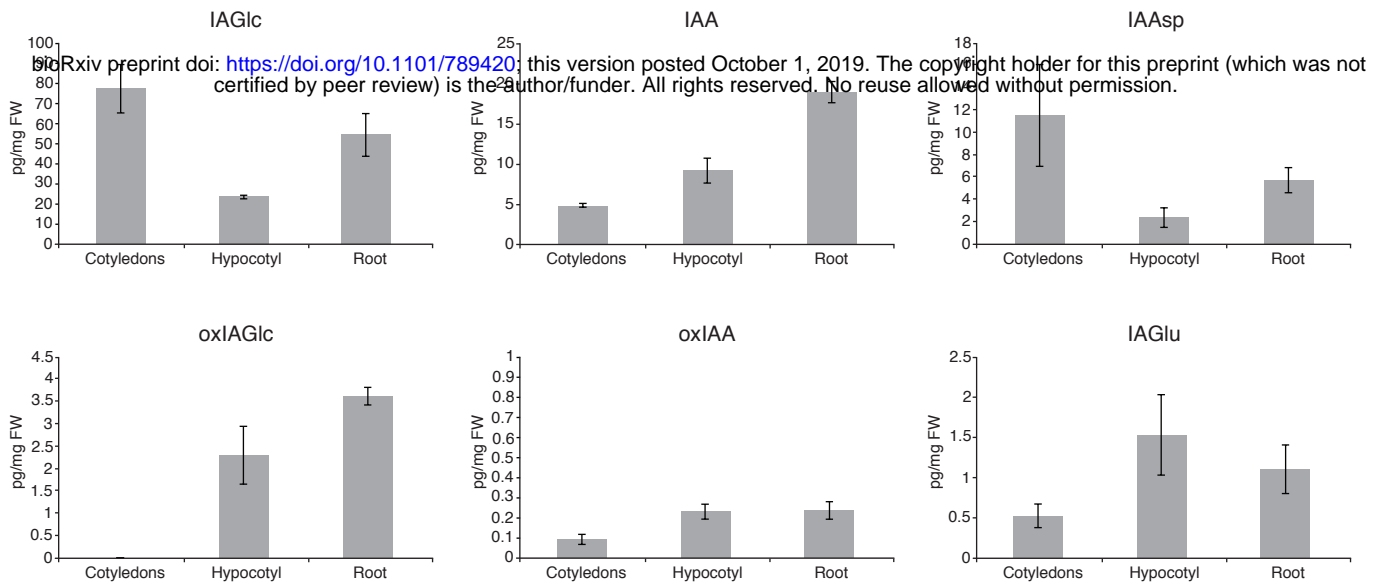 IAGlc
IAA
IAAsp
bioRxiv preprint doi: https://doi.org/10.1101/789420; this version posted October 1, 2019. The copyright holder for this preprint (which was not
certified by peer review) is the author/funder. All rights reserved. No reuse allowed without permission.
pg/mg FW
100
80
70
60
50
40
30
20
10
0
Cotyledons
Hypocotyl
Root
pg/mg FW
25
20
15
10
5
0
Cotyledons
Hypocotyl
Root
pg/mg FW
18
12
10
8
6
4
2
0
Cotyledons
Hypocotyl
Root
oxIAGlc
pg/mg FW
4.5
4
3.5
3
2.5
2
1.5
1
0.5
0
Cotyledons
Hypocotyl
Root
oxIAA
pg/mg FW
1
0.9
0.8
0.7
0.6
0.5
0.4
0.3
0.2
0.1
0
Cotyledons
Hypocotyl
Root
IAGlu
pg/mg FW
2.5
2
1.5
1
0.5
0
Cotyledons
Hypocotyl
Root